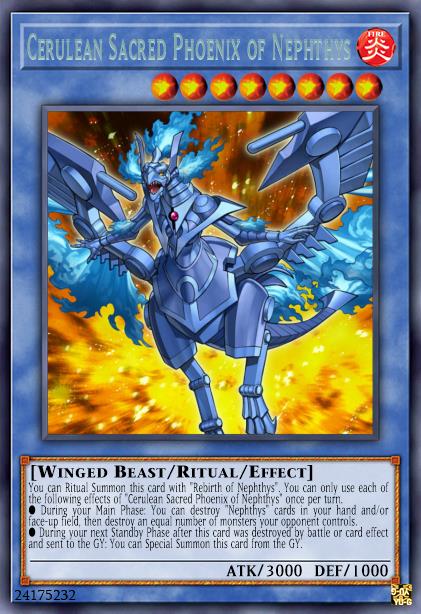 Cerulean Sacred Phoenix of Nephthys
FIRE
炎
[Winged Beast/Ritual/Effect]
You can Ritual Summon this card with "Rebirth of Nephthys". You can only use each of
the following effects of "Cerulean Sacred Phoenix of Nephthys" once per turn.
● During your Main Phase: You can destroy "Nephthys" cards in your hand and/or
face-up field, then destroy an equal number of monsters your opponent controls.
● During your next Standby Phase after this card was destroyed by battle or card effect
and sent to the GY: You can Special Summon this card from the GY.
ATK/3000 DEF/1000
24175232